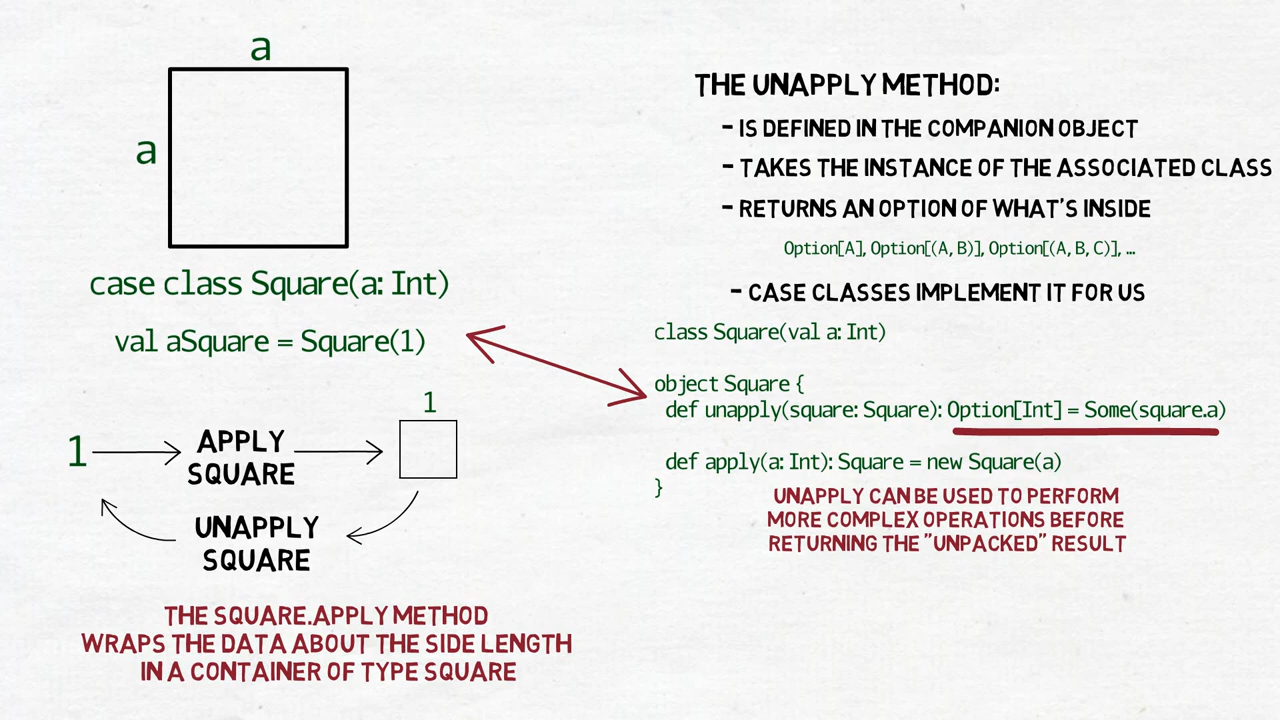 a
a
case class Square(a: Int)
val aSquare = Square(1)
1
APPLY
SQUARE
1
UNAPPLY
SQUARE
THE SQUARE.APPLY METHOD
WRAPS THE DATA ABOUT THE SIDE LENGTH
IN A CONTAINER OF TYPE SQUARE
THE UNAPPLY METHOD:
- IS DEFINED IN THE COMPANION OBJECT
- TAKES THE INSTANCE OF THE ASSOCIATED CLASS
- RETURNS AN OPTION OF WHAT'S INSIDE
Option[A], Option[(A, B)], Option[(A, B, C)], ...
- CASE CLASSES IMPLEMENT IT FOR US
class Square(val a: Int)
object Square {
def unapply(square: Square): Option[Int] = Some(square.a)
def apply(a: Int): Square = new Square(a)
}
UNAPPLY CAN BE USED TO PERFORM
MORE COMPLEX OPERATIONS BEFORE
RETURNING THE "UNPACKED" RESULT